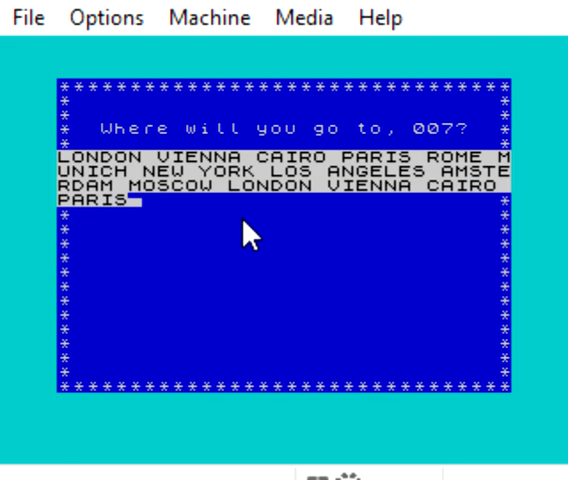 File Options Machine Media Help
********************************
* *
* *
* Where will you go to, 007? *
* *
LONDON VIENNA CAIRO PARIS ROME M
UNICH NEW YORK LOS ANGELES AMSTE
RDAM MOSCOW LONDON VIENNA CAIRO
PARIS *
* *
* *
* *
* *
* *
* *
* *
* *
* *
* *
* *
* *
********************************